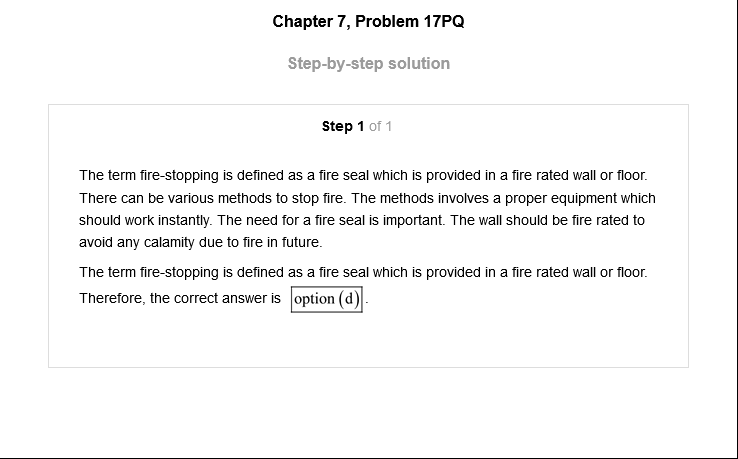 Chapter 7, Problem 17PQ
Step-by-step solution
Step 1 of 1
The term fire-stopping is defined as a fire seal which is provided in a fire rated wall or floor.
There can be various methods to stop fire. The methods involves a proper equipment which
should work instantly. The need for a fire seal is important. The wall should be fire rated to
avoid any calamity due to fire in future.
The term fire-stopping is defined as a fire seal which is provided in a fire rated wall or floor.
Therefore, the correct answer is option (d).